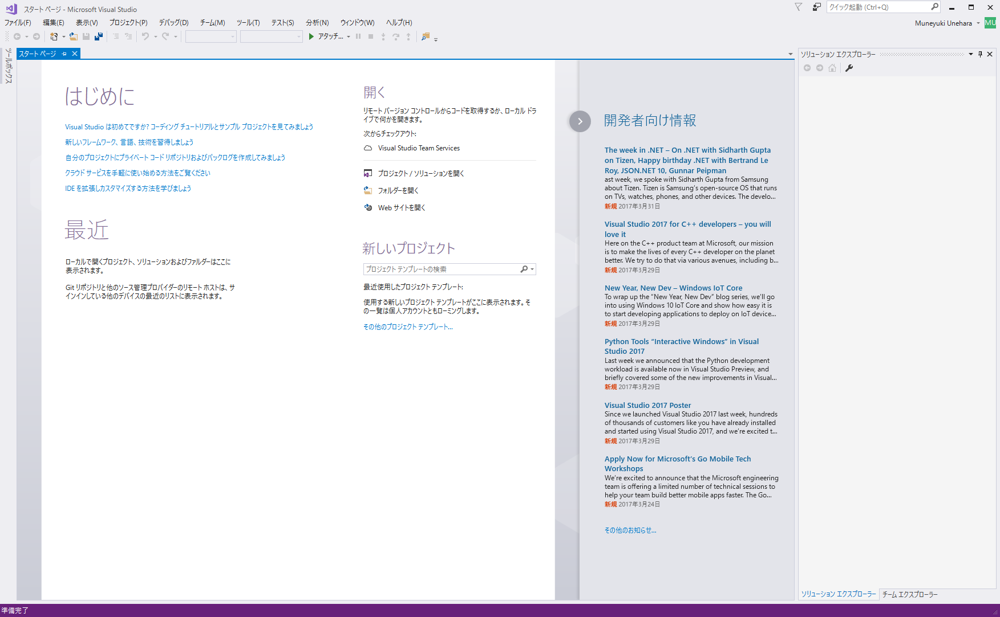 スタート ページ - Microsoft Visual Studio
クイック起動 (Ctrl+Q)
ファイル(F) 編集(E) 表示(V) プロジェクト(P) デバッグ(D) チーム(M) ツール(T) テスト(S) 分析(N) ウィンドウ(W) ヘルプ(H)
Muneyuki Unehara
MU
アタッチ...
ツールボックス
スタート ページ
はじめに
Visual Studio は初めてですか? コーディング チュートリアルとサンプル プロジェクトを見てみましょう
新しいフレームワーク、言語、技術を習得しましょう
自分のプロジェクトにプライベート コード リポジトリおよびバックログを作成してみましょう
クラウド サービスを手軽に使い始める方法をご覧ください
IDE を拡張しカスタマイズする方法を学びましょう
最近
ローカルで開くプロジェクト、ソリューションおよびフォルダーはここに
表示されます。
Git リポジトリと他のソース管理プロバイダーのリモート ホストは、サ
インインしている他のデバイスの最近のリストに表示されます。
開く
リモート バージョン コントロールからコードを取得するか、ローカル ドラ
イブで何かを開きます。
次からチェックアウト:
Visual Studio Team Services
プロジェクト / ソリューションを開く
フォルダーを開く
Web サイトを開く
新しいプロジェクト
プロジェクト テンプレートの検索
最近使用したプロジェクト テンプレート:
使用する新しいプロジェクト テンプレートがここに表示されます。そ
の一覧は個人アカウントともローミングします。
その他のプロジェクト テンプレート...
開発者向け情報
The week in .NET – On .NET with Sidharth Gupta
on Tizen, Happy birthday .NET with Bertrand Le
Roy, JSON.NET 10, Gunnar Peipman
ast week, we spoke with Sidharth Gupta from Samsung
about Tizen. Tizen is Samsung's open-source OS that runs
on TVs, watches, phones, and other devices. The develo...
新規 2017年3月31日
Visual Studio 2017 for C++ developers – you will
love it
Here on the C++ product team at Microsoft, our mission
is to make the lives of every C++ developer on the planet
better. We try to do that via various avenues, including b...
新規 2017年3月29日
New Year, New Dev – Windows IoT Core
To wrap up the “New Year, New Dev” blog series, we'll go
into using Windows 10 IoT Core and show how easy it is
to start developing applications to deploy on IoT device...
新規 2017年3月29日
Python Tools “Interactive Windows” in Visual
Studio 2017
Last week we announced that the Python development
workload is available now in Visual Studio Preview, and
briefly covered some of the new improvements in Visual...
新規 2017年3月29日
Visual Studio 2017 Poster
Since we launched Visual Studio 2017 last week, hundreds
of thousands of customers like you have already installed
and started using Visual Studio 2017, and we're excited t...
新規 2017年3月29日
Apply Now for Microsoft's Go Mobile Tech
Workshops
We're excited to announce that the Microsoft engineering
team is offering a limited number of technical sessions to
help your team build better mobile apps faster. The Go...
新規 2017年3月24日
その他のお知らせ...
ソリューション エクスプローラー
ソリューション エクスプローラー チーム エクスプローラー
準備完了